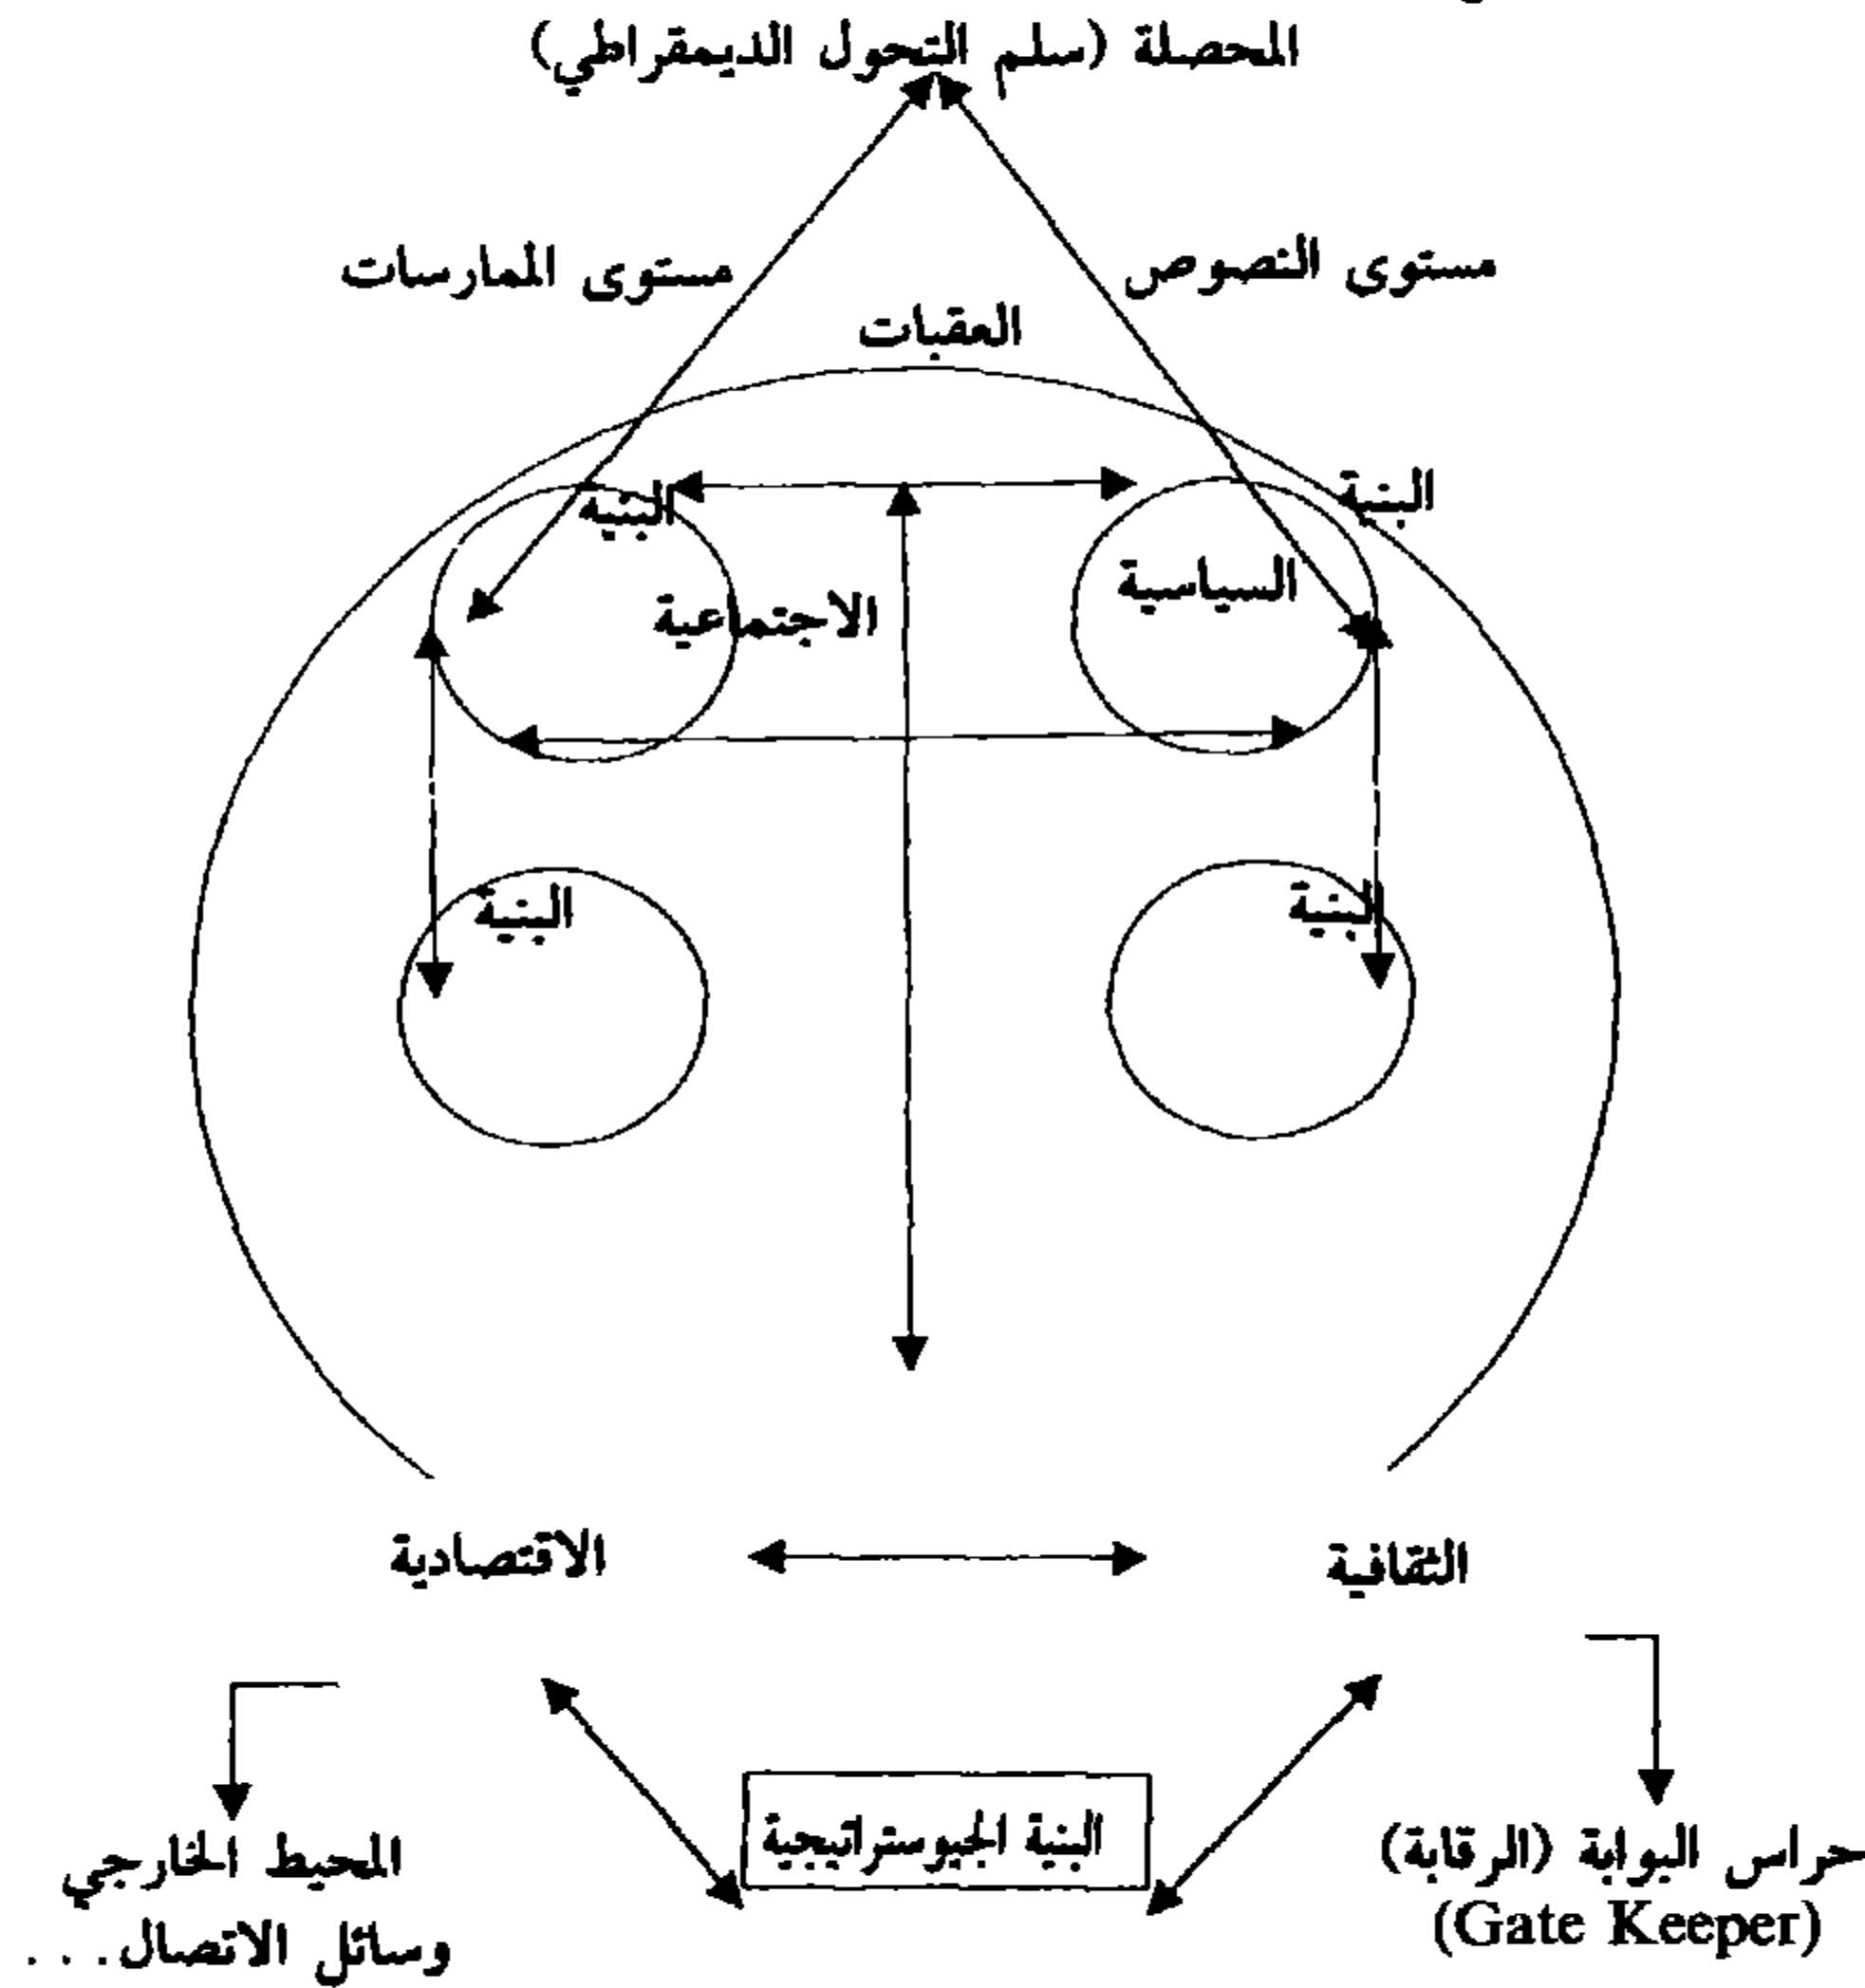 المحصلة (سلم التحول الديمقراطي)
مستوى النصوص
مستوى الممارسات
العقبات
البنية
البنية
السياسية
الاجتماعية
البنية
البنية
الثقافية
الاقتصادية
البنية الجيوستراتيجية
حراس البوابة (الرقابة)
(Gate Keeper)
المحيط الخارجي
وسائل الاتصال. . .